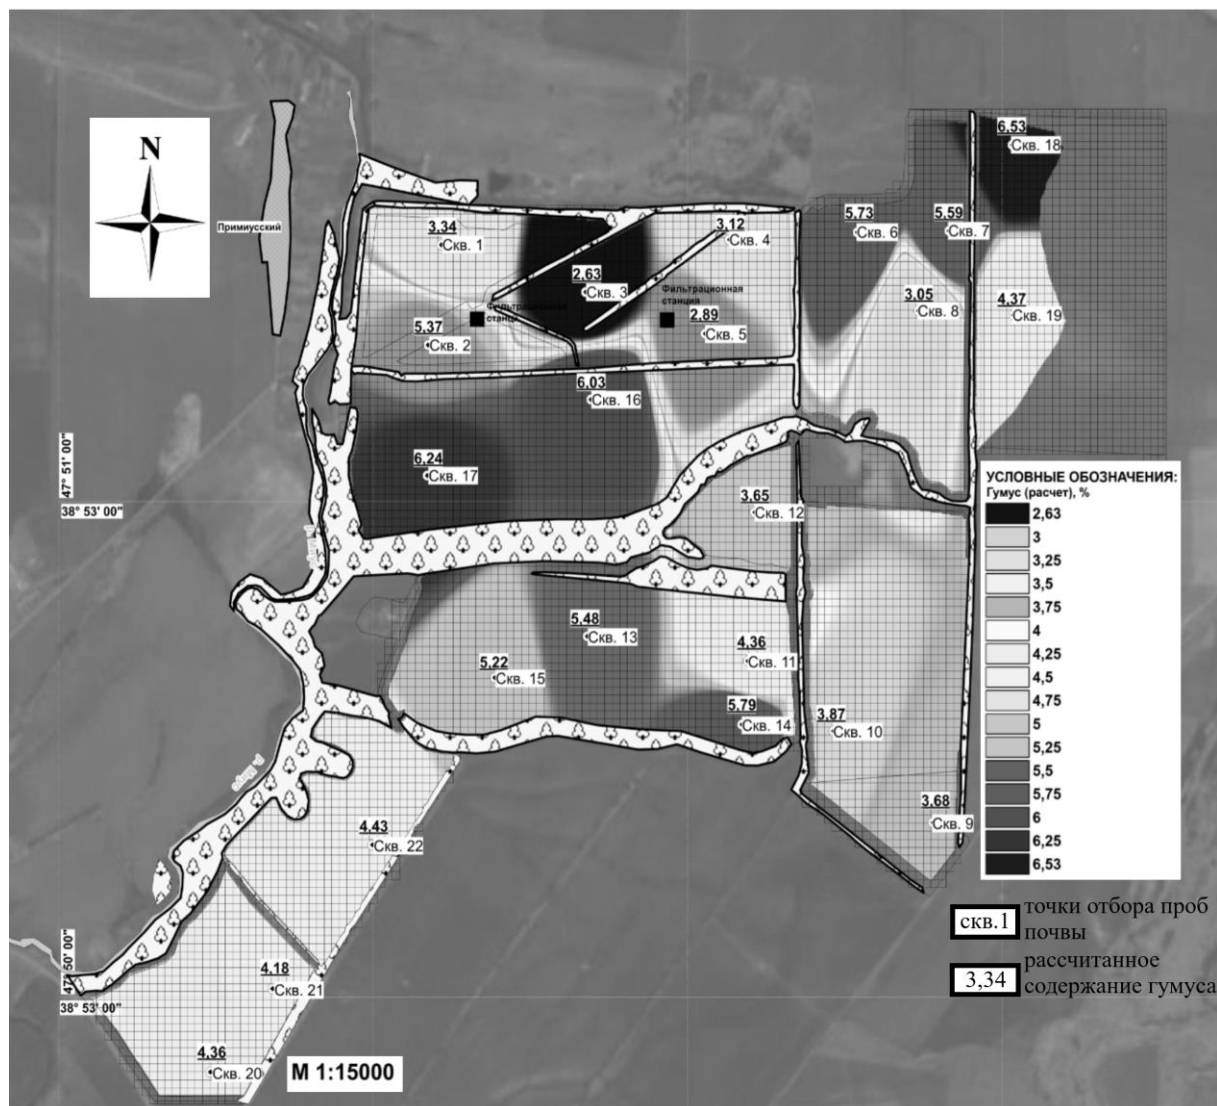 N
Примиусский
6,53
Скв. 18
5,73
Скв. 6
5,59
Скв. 7
3,34
Скв. 1
3,12
Скв. 4
2,63
Скв. 3
Фильтрационная
станция
Фильтрационная
2,89
Скв. 5
5,37
Скв. 2
3,05
Скв. 8
4,37
Скв. 19
6,03
Скв. 16
6,24
Скв. 17
47° 51' 00"
38° 53' 00"
3,65
Скв. 12
5,48
Скв. 13
4,36
Скв. 11
5,22
Скв. 15
5,79
Скв. 14
3,87
Скв. 10
3,68
Скв. 9
4,43
Скв. 22
4,18
Скв. 21
4,36
Скв. 20
38° 53' 00"
М 1:15000
УСЛОВНЫЕ ОБОЗНАЧЕНИЯ:
Гумус (расчет), %
2,63
3
3,25
3,5
3,75
4
4,25
4,5
4,75
5
5,25
5,5
5,75
6
6,25
6,53
скв.1
точки отбора проб
почвы
3,34
рассчитанное
содержание гумуса